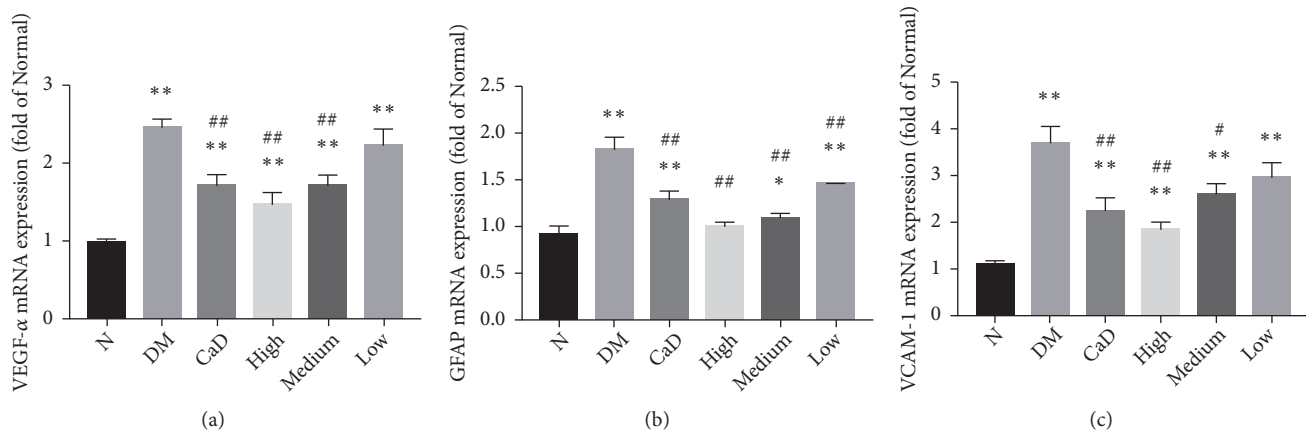 VEGF-α mRNA expression (fold of Normal)
3
2
1
0
**
##
**
##
**
##
**
**
N
DM
CaD
High
Medium
Low
(a)
GFAP mRNA expression (fold of Normal)
2.5
2.0
1.5
1.0
0.5
0.0
**
##
**
##
##
*
##
**
N
DM
CaD
High
Medium
Low
(b)
VCAM-1 mRNA expression (fold of Normal)
5
4
3
2
1
0
**
##
**
##
**
#
**
**
N
DM
CaD
High
Medium
Low
(c)